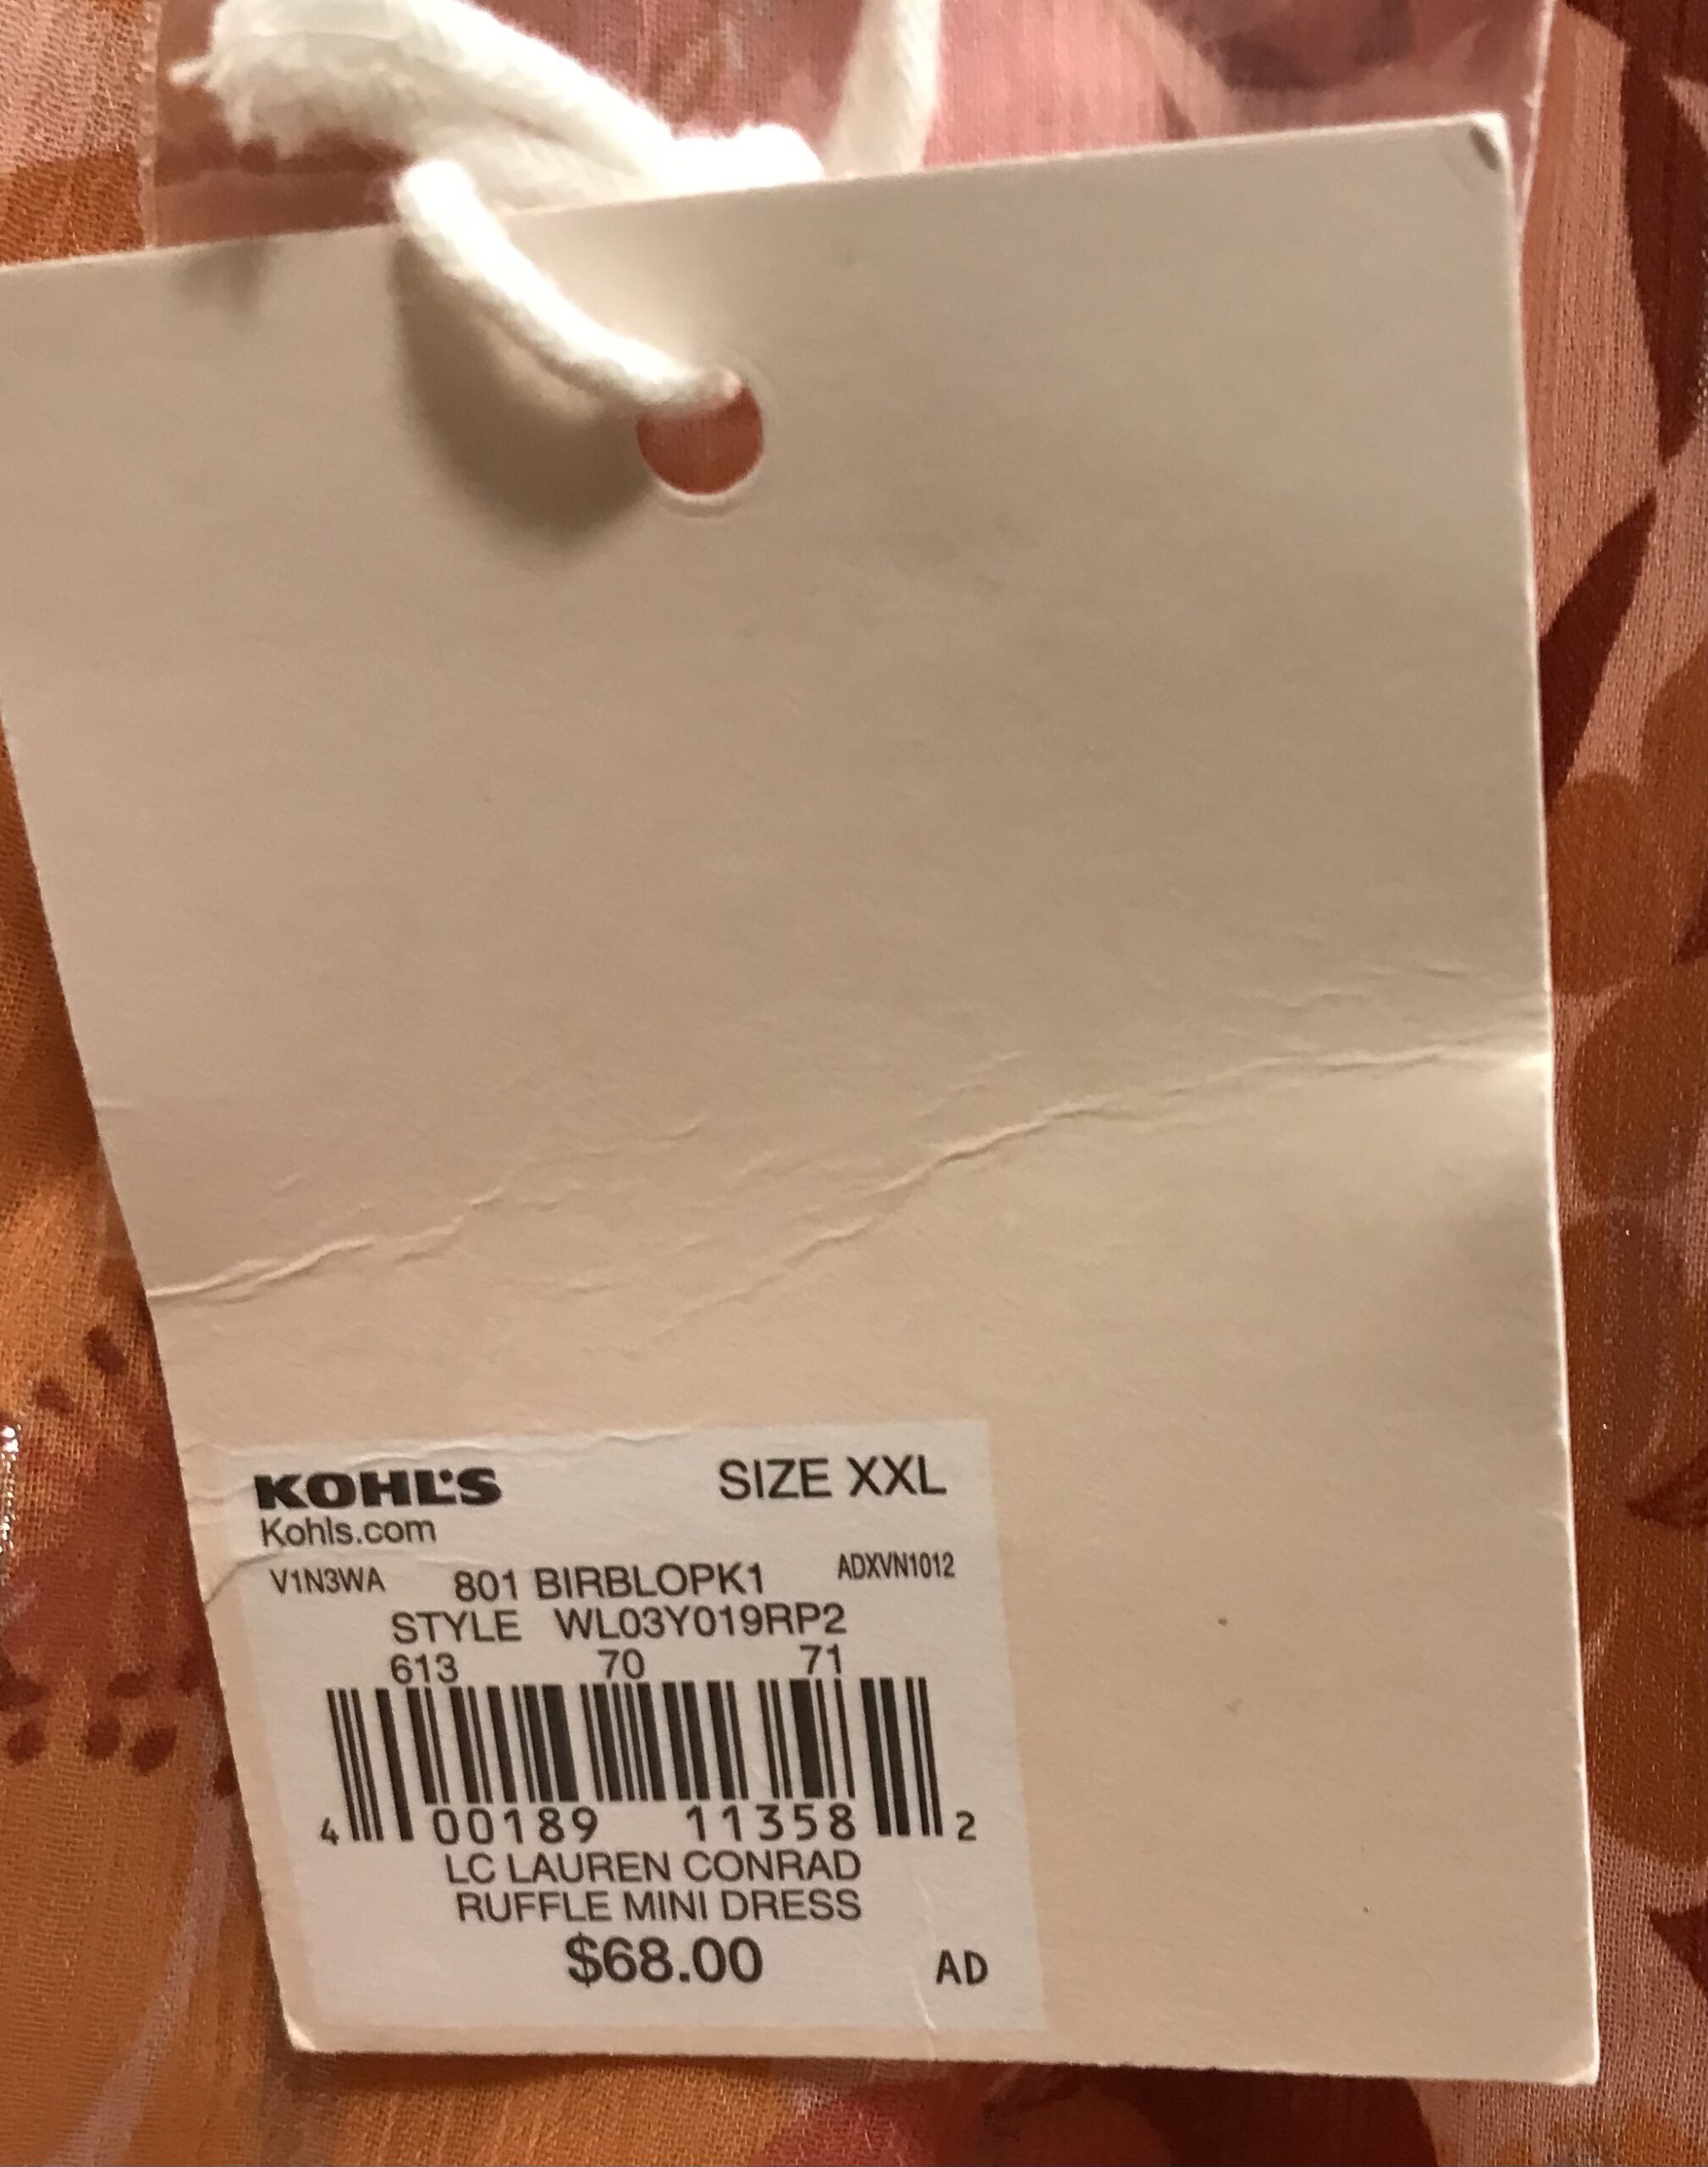 KOHL'S SIZE XXL
Kohls.com
V1N3WA 801 BIRBLOPK1 ADXVN1012
STYLE WL03Y019RP2
613 70 71
4 00189 11358 2
LC LAUREN CONRAD
RUFFLE MINI DRESS
$68.00 AD